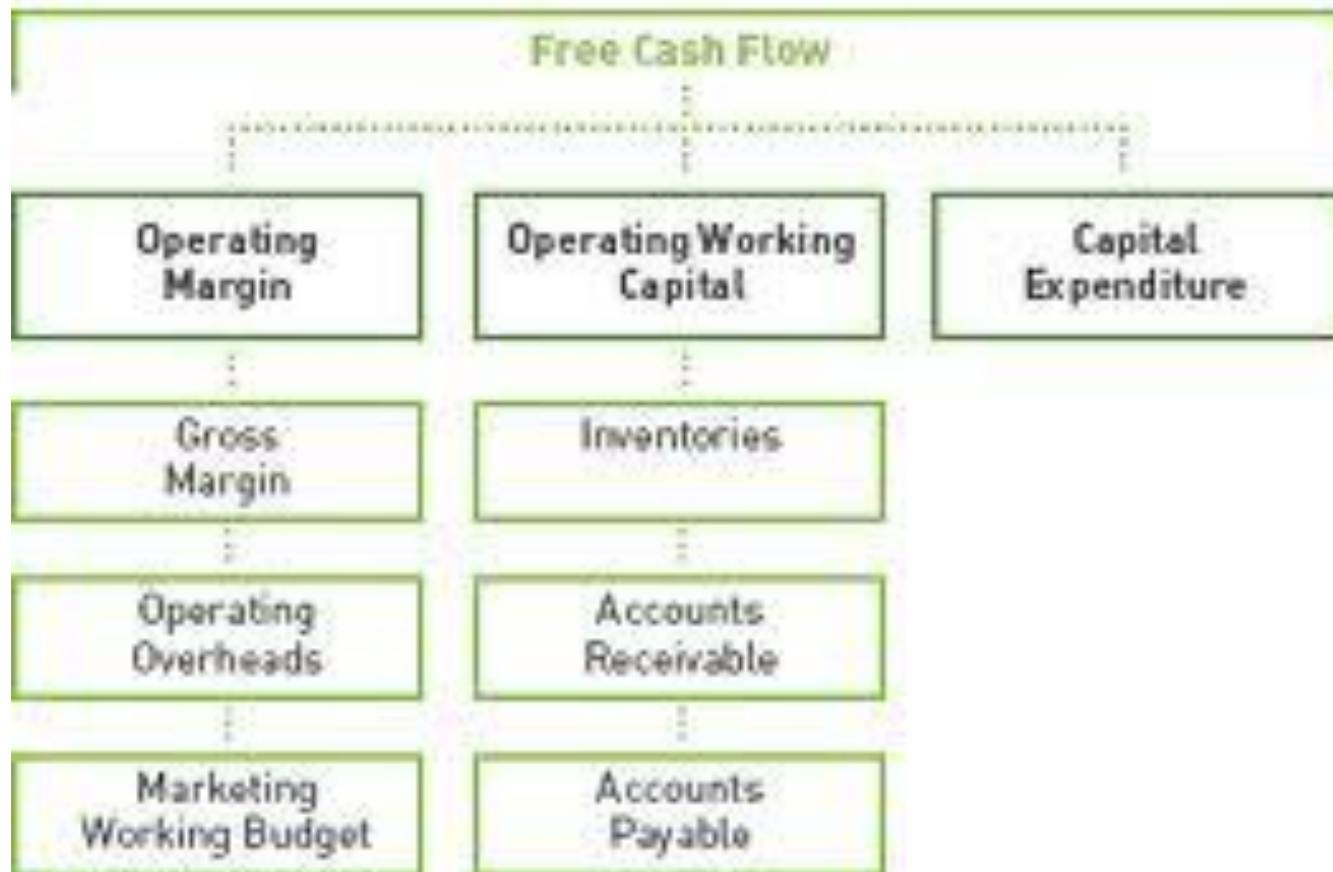 Free Cash Flow
Operating
Margin
Operating Working
Capital
Capital
Expenditure
Gross
Margin
Inventories
Operating
Overheads
Accounts
Receivable
Marketing
Working Budget
Accounts
Payable